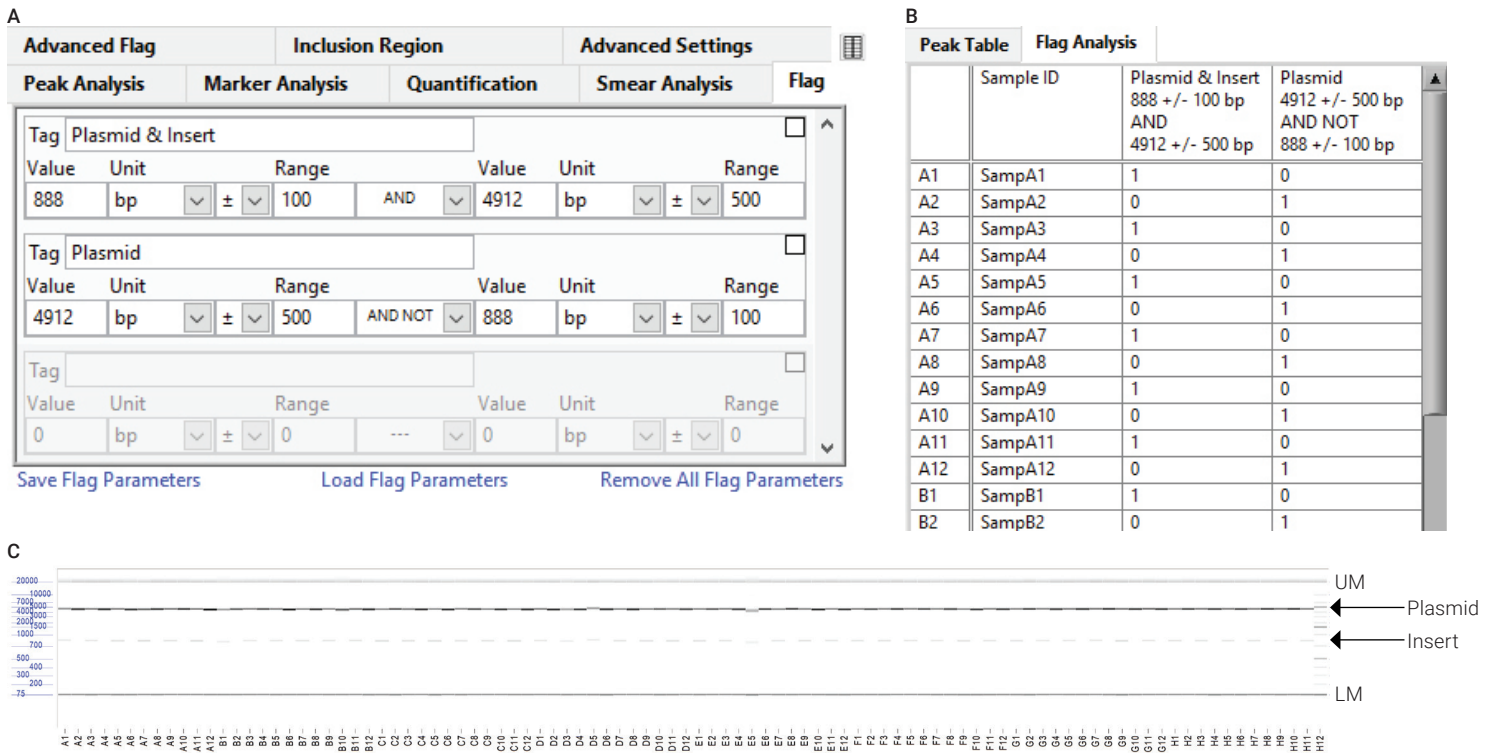 A
Advanced Flag Inclusion Region Advanced Settings
Peak Analysis Marker Analysis Quantification Smear Analysis Flag
Tag Plasmid & Insert
Value Unit Range Value Unit Range
888 bp ± 100 AND 4912 bp ± 500
Tag Plasmid
Value Unit Range Value Unit Range
4912 bp ± 500 AND NOT 888 bp ± 100
Tag
Value Unit Range Value Unit Range
0 bp ± 0 --- 0 bp ± 0
Save Flag Parameters Load Flag Parameters Remove All Flag Parameters
B
Peak Table Flag Analysis
Sample ID Plasmid & Insert Plasmid
888 +/- 100 bp 4912 +/- 500 bp
AND AND NOT
4912 +/- 500 bp 888 +/- 100 bp
A1 SampA1 1 0
A2 SampA2 0 1
A3 SampA3 1 0
A4 SampA4 0 1
A5 SampA5 1 0
A6 SampA6 0 1
A7 SampA7 1 0
A8 SampA8 0 1
A9 SampA9 1 0
A10 SampA10 0 1
A11 SampA11 1 0
A12 SampA12 0 1
B1 SampB1 1 0
B2 SampB2 0 1
C
20000
10000
7000
5000
4000
3000
2000
1500
1000
700
500
400
300
200
75
UM
Plasmid
Insert
LM
A1 A2 A3 A4 A5 A6 A7 A8 A9 A10 A11 A12 B1 B2 B3 B4 B5 B6 B7 B8 B9 B10 B11 B12 C1 C2 C3 C4 C5 C6 C7 C8 C9 C10 C11 C12 D1 D2 D3 D4 D5 D6 D7 D8 D9 D10 D11 D12 E1 E2 E3 E4 E5 E6 E7 E8 E9 E10 E11 E12 F1 F2 F3 F4 F5 F6 F7 F8 F9 F10 F11 F12 G1 G2 G3 G4 G5 G6 G7 G8 G9 G10 G11 G12 H1 H2 H3 H4 H5 H6 H7 H8 H9 H10 H11 H12